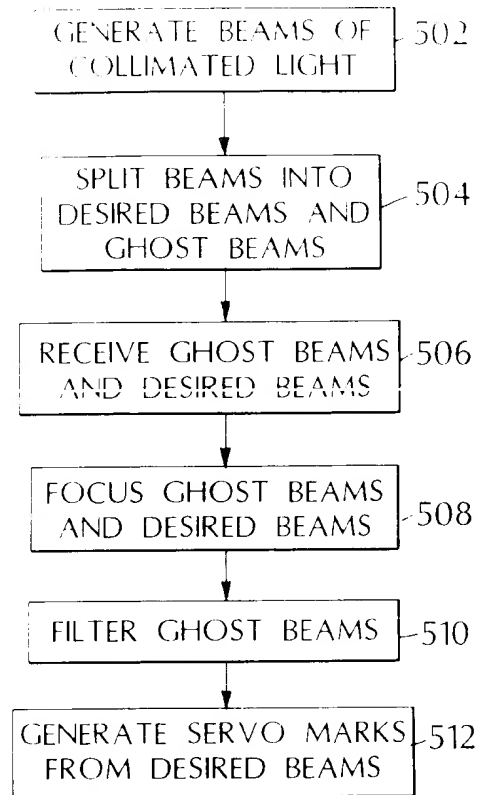 GENERATE BEAMS OF 502
COLLIMATED LIGHT
SPLIT BEAMS INTO
DESIRED BEAMS AND 504
GHOST BEAMS
RECEIVE GHOST BEAMS 506
AND DESIRED BEAMS
FOCUS GHOST BEAMS
AND DESIRED BEAMS 508
FILTER GHOST BEAMS 510
GENERATE SERVO MARKS 512
FROM DESIRED BEAMS